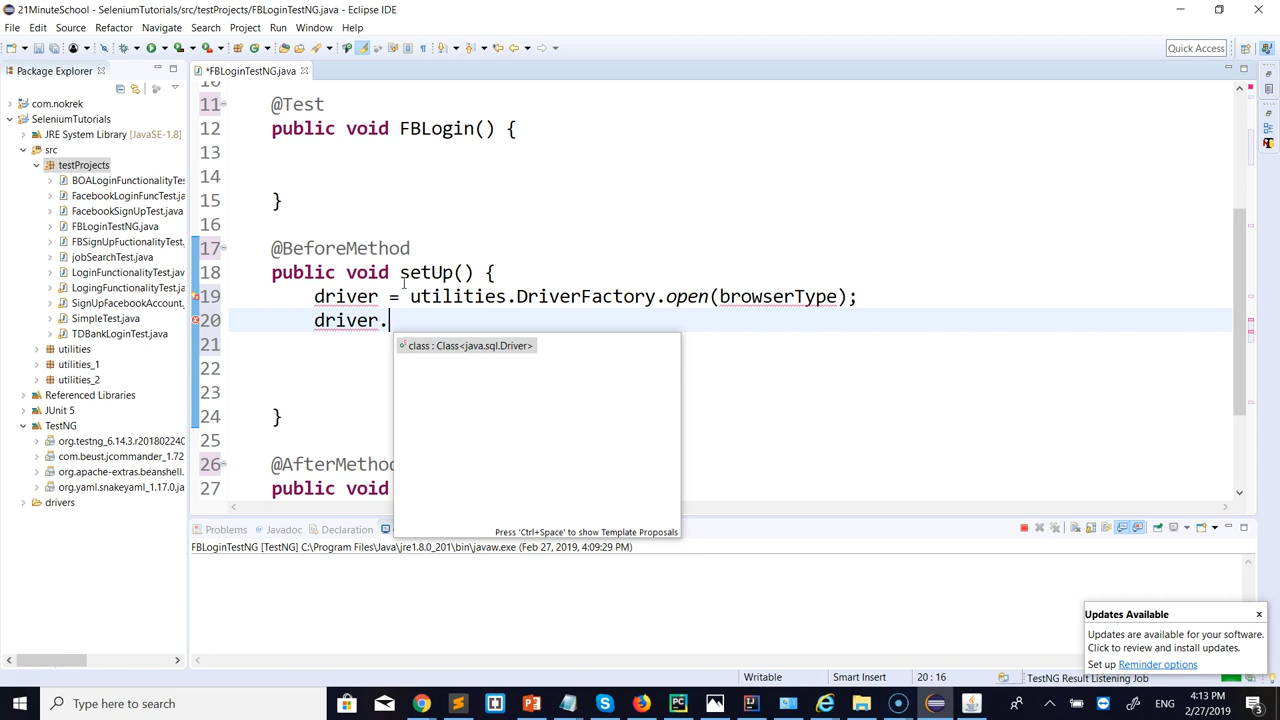 21MinuteSchool - SeleniumTutorials/src/testProjects/FBLoginTestNG.java - Eclipse IDE
File Edit Source Refactor Navigate Search Project Run Window Help
Quick Access
Package Explorer
*FBLoginTestNG.java
com.nokrek
SeleniumTutorials
JRE System Library [JavaSE-1.8]
src
testProjects
BOALoginFunctionalityTes
FacebookLoginFuncTest.ja
FacebookSignUpTest.java
FBLoginTestNG.java
FBSignUpFuctionalityTest.
jobSearchTest.java
LoginFunctionalityTest.jav
LogingFunctionalityTest.ja
SignUpFacebookAccount.
SimpleTest.java
TDBankLoginTest.java
utilities
utilities_1
utilities_2
Referenced Libraries
JUnit 5
TestNG
org.testng_6.14.3.r201802240
com.beust.jcommander_1.72
org.apache-extras.beanshell.
org.yaml.snakeyaml_1.17.0.ja
drivers
10
11 @Test
12 public void FBLogin() {
13
14
15 }
16
17 @BeforeMethod
18 public void setUp() {
19 driver = utilities.DriverFactory.open(browserType);
20 driver.
21
22
23
24 }
25
26 @AfterMethod
27 public void
class : Class<java.sql.Driver>
Press 'Ctrl+Space' to show Template Proposals
Problems Javadoc Declaration
FBLoginTestNG [TestNG] C:\Program Files\Java\jre1.8.0_201\bin\javaw.exe (Feb 27, 2019, 4:09:29 PM)
Updates Available
Updates are available for your software.
Click to review and install updates.
Set up Reminder options
Writable Smart Insert 20 : 16 TestNG Result Listening Job
Type here to search
ENG
4:13 PM
2/27/2019
3